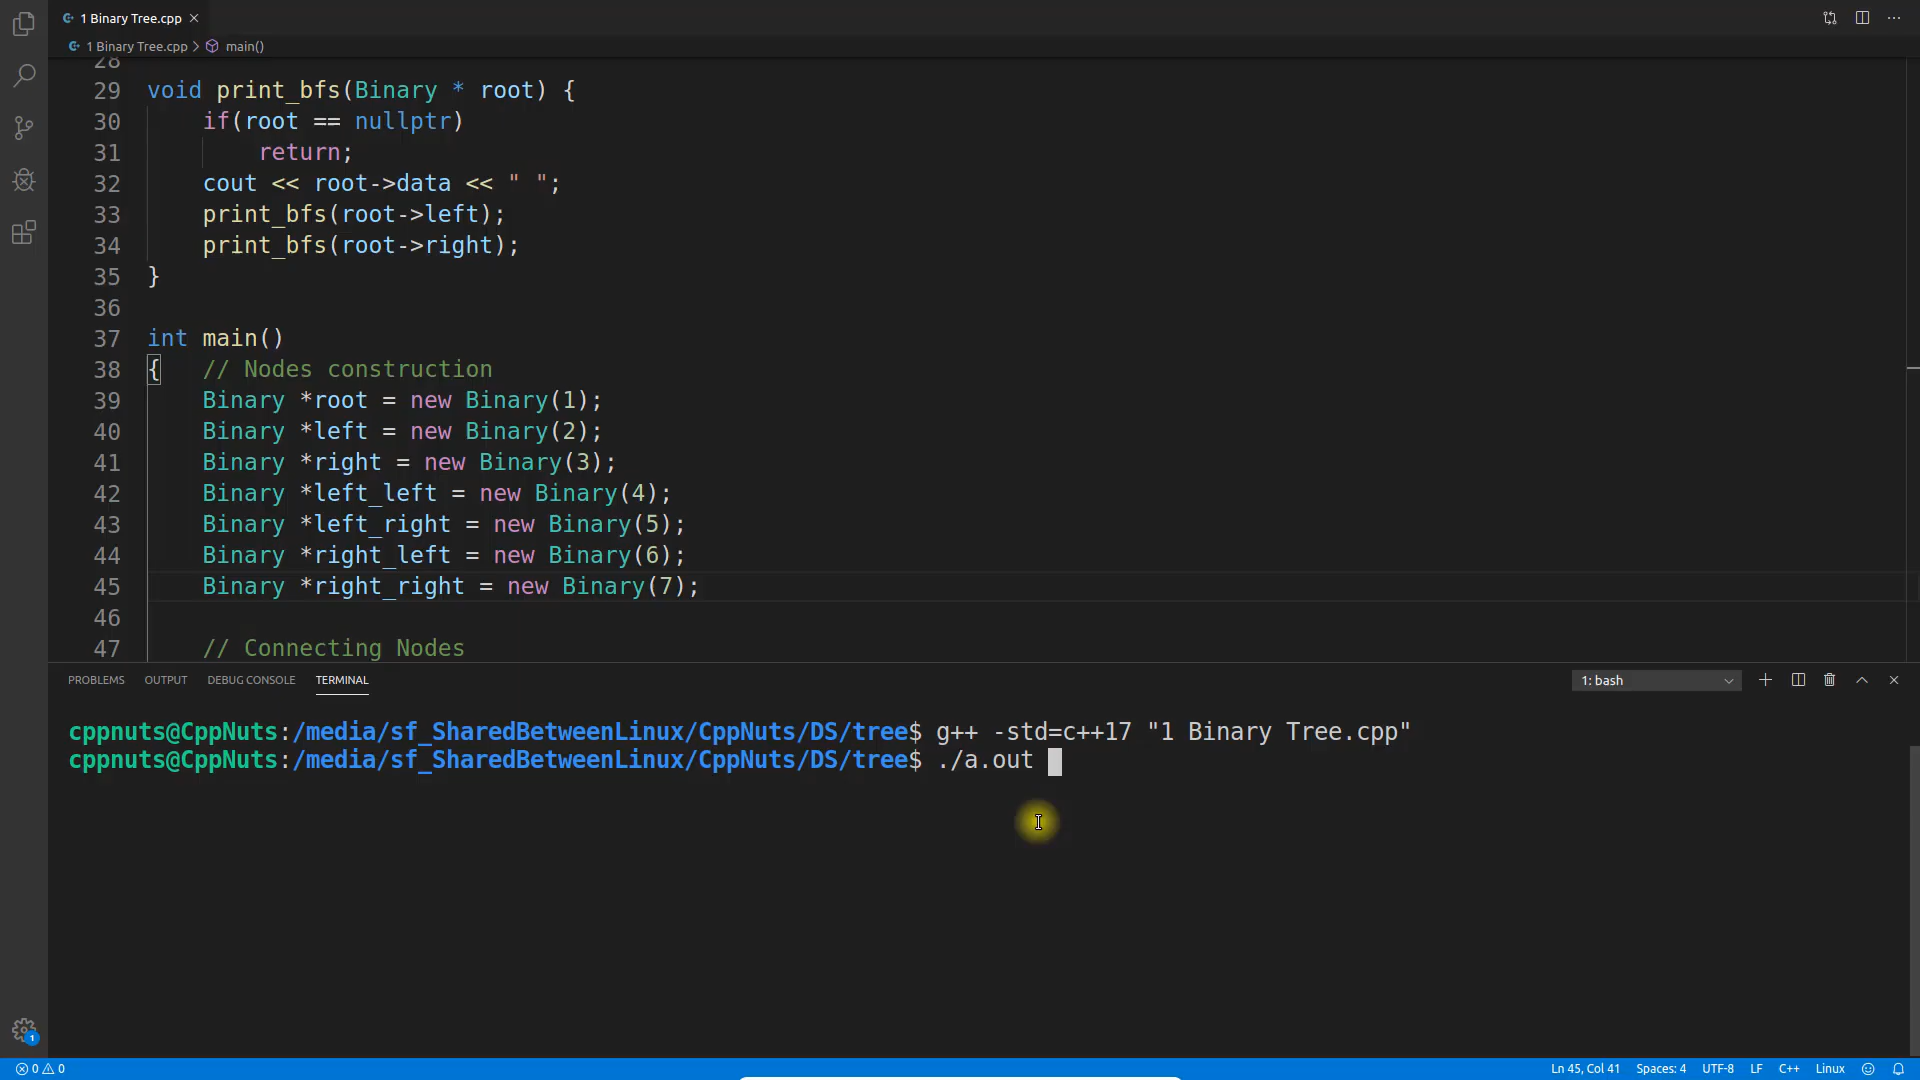 1 Binary Tree.cpp
1 Binary Tree.cpp > main()
28
29 void print_bfs(Binary * root) {
30     if(root == nullptr)
31         return;
32     cout << root->data << " ";
33     print_bfs(root->left);
34     print_bfs(root->right);
35 }
36
37 int main()
38 {   // Nodes construction
39     Binary *root = new Binary(1);
40     Binary *left = new Binary(2);
41     Binary *right = new Binary(3);
42     Binary *left_left = new Binary(4);
43     Binary *left_right = new Binary(5);
44     Binary *right_left = new Binary(6);
45     Binary *right_right = new Binary(7);
46
47     // Connecting Nodes
PROBLEMS OUTPUT DEBUG CONSOLE TERMINAL 1: bash
cppnuts@CppNuts:/media/sf_SharedBetweenLinux/CppNuts/DS/tree$ g++ -std=c++17 "1 Binary Tree.cpp"
cppnuts@CppNuts:/media/sf_SharedBetweenLinux/CppNuts/DS/tree$ ./a.out
1
0 0 Ln 45, Col 41 Spaces: 4 UTF-8 LF C++ Linux